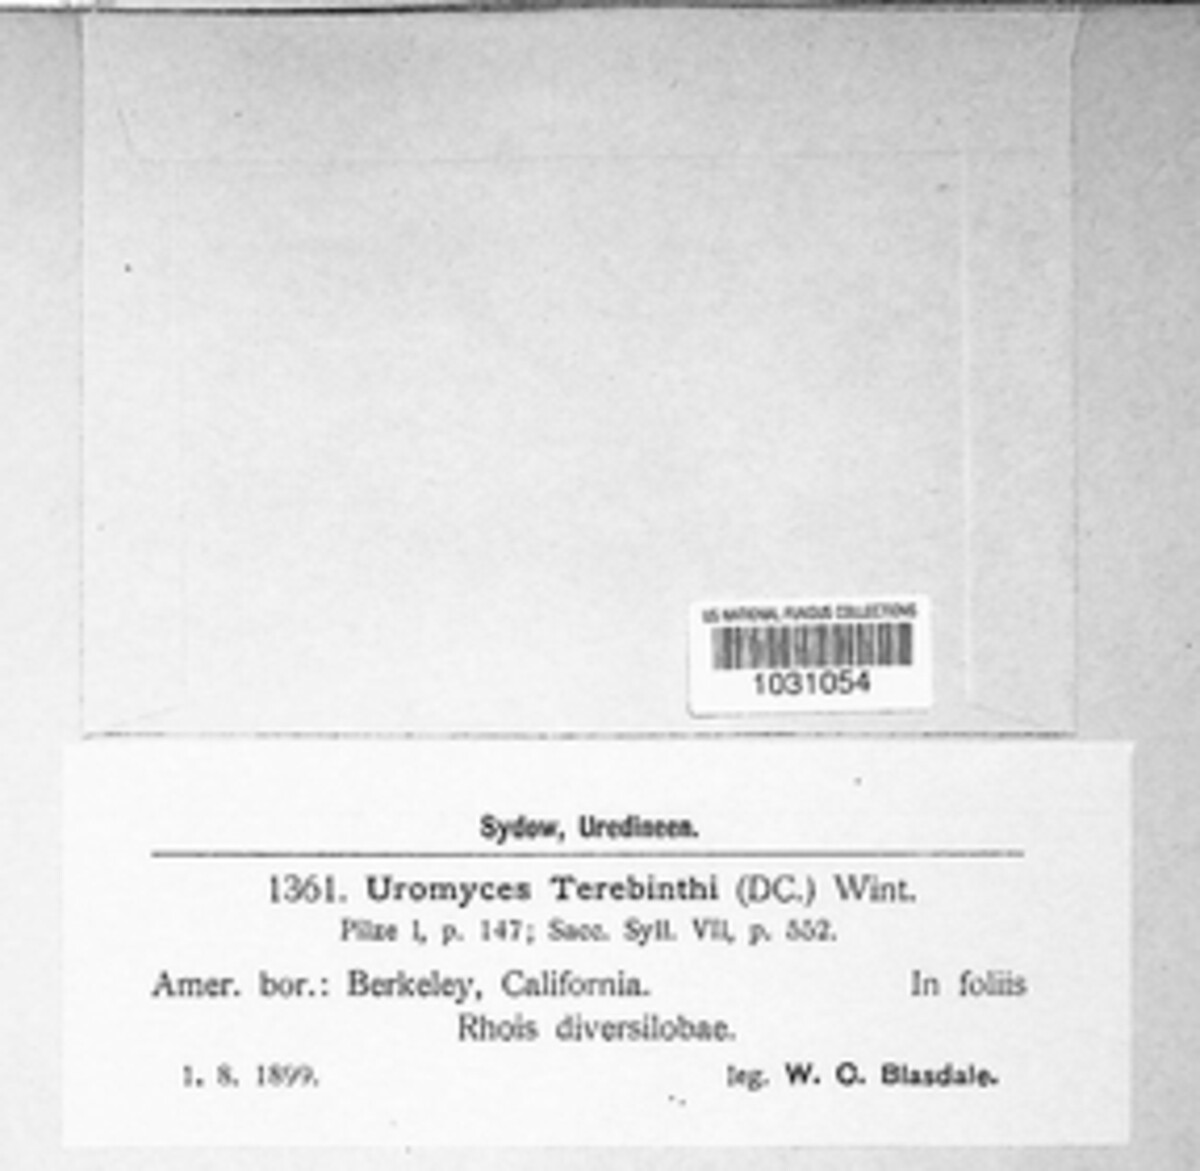 US NATIONAL FUNGUS COLLECTIONS
1031054
Sydow, Uredineen.
1361. Uromyces Terebinthi (DC.) Wint.
Pilze I, p. 147; Sacc. Syll. VII, p. 552.
Amer. bor.: Berkeley, California. In foliis
Rhois diversilobae.
1. 8. 1899. leg. W. C. Blasdale.